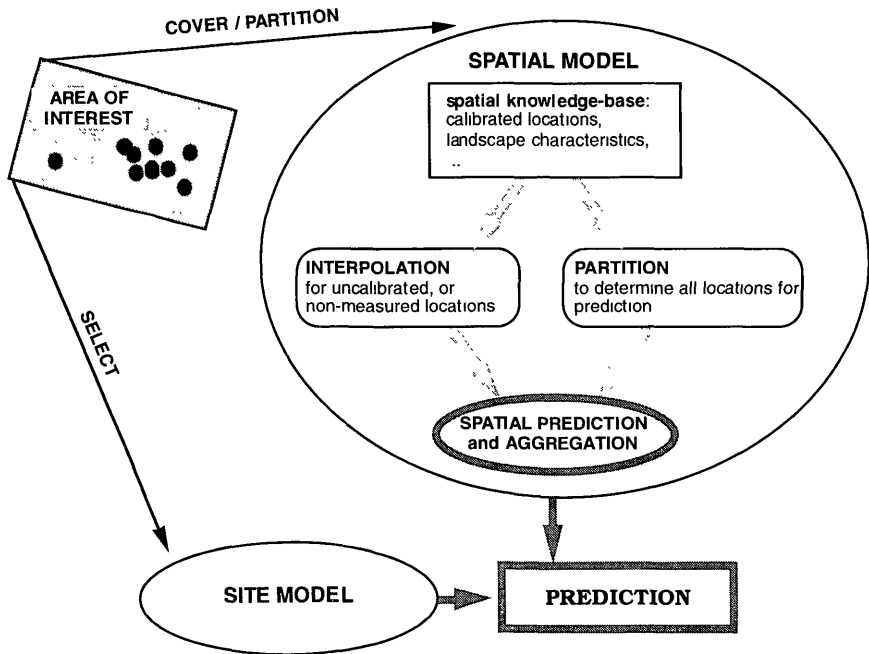 COVER / PARTITION
AREA OF
INTEREST
SPATIAL MODEL
spatial knowledge-base:
calibrated locations,
landscape characteristics,
..
INTERPOLATION
for uncalibrated, or
non-measured locations
PARTITION
to determine all locations for
prediction
SELECT
SPATIAL PREDICTION
and AGGREGATION
SITE MODEL
PREDICTION